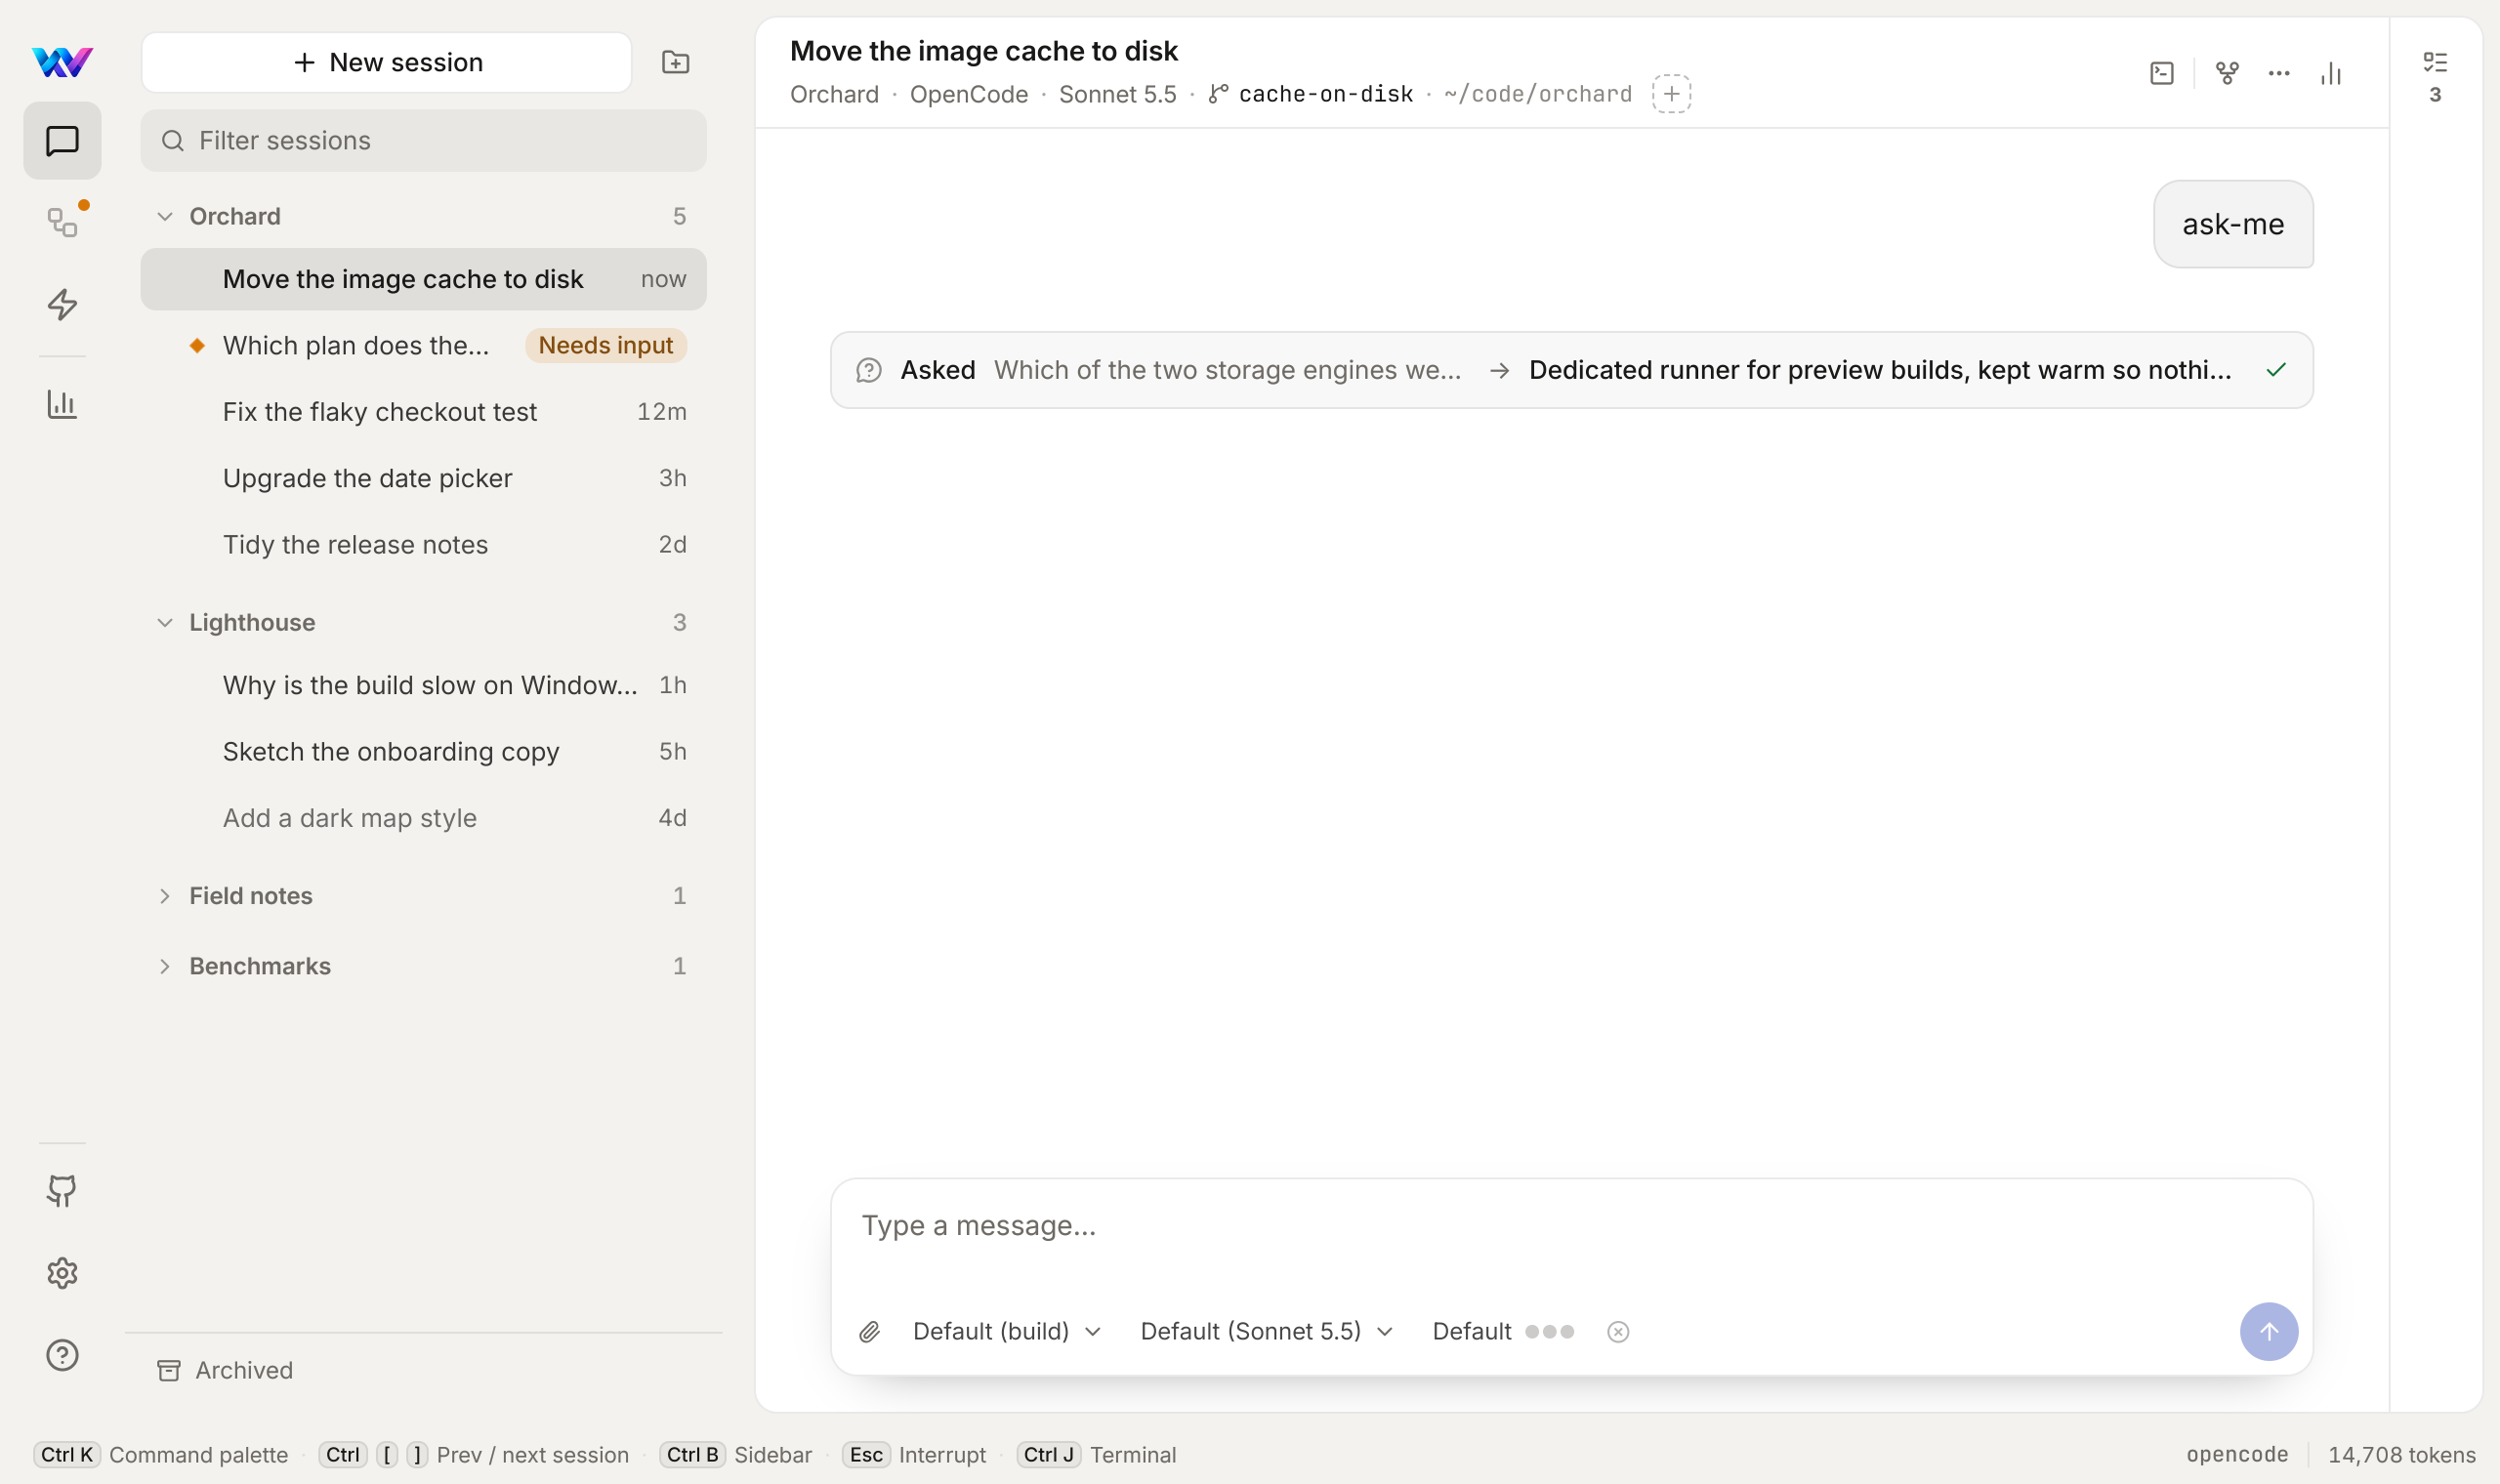 New session
Filter sessions
Orchard 5
Move the image cache to disk now
Which plan does the... Needs input
Fix the flaky checkout test 12m
Upgrade the date picker 3h
Tidy the release notes 2d
Lighthouse 3
Why is the build slow on Window... 1h
Sketch the onboarding copy 5h
Add a dark map style 4d
Field notes 1
Benchmarks 1
Archived
Move the image cache to disk
Orchard · OpenCode · Sonnet 5.5 · cache-on-disk · ~/code/orchard
3
ask-me
Asked Which of the two storage engines we... → Dedicated runner for preview builds, kept warm so nothi...
Type a message...
Default (build) Default (Sonnet 5.5) Default
Ctrl K Command palette · Ctrl [ ] Prev / next session · Ctrl B Sidebar · Esc Interrupt · Ctrl J Terminal
opencode 14,708 tokens